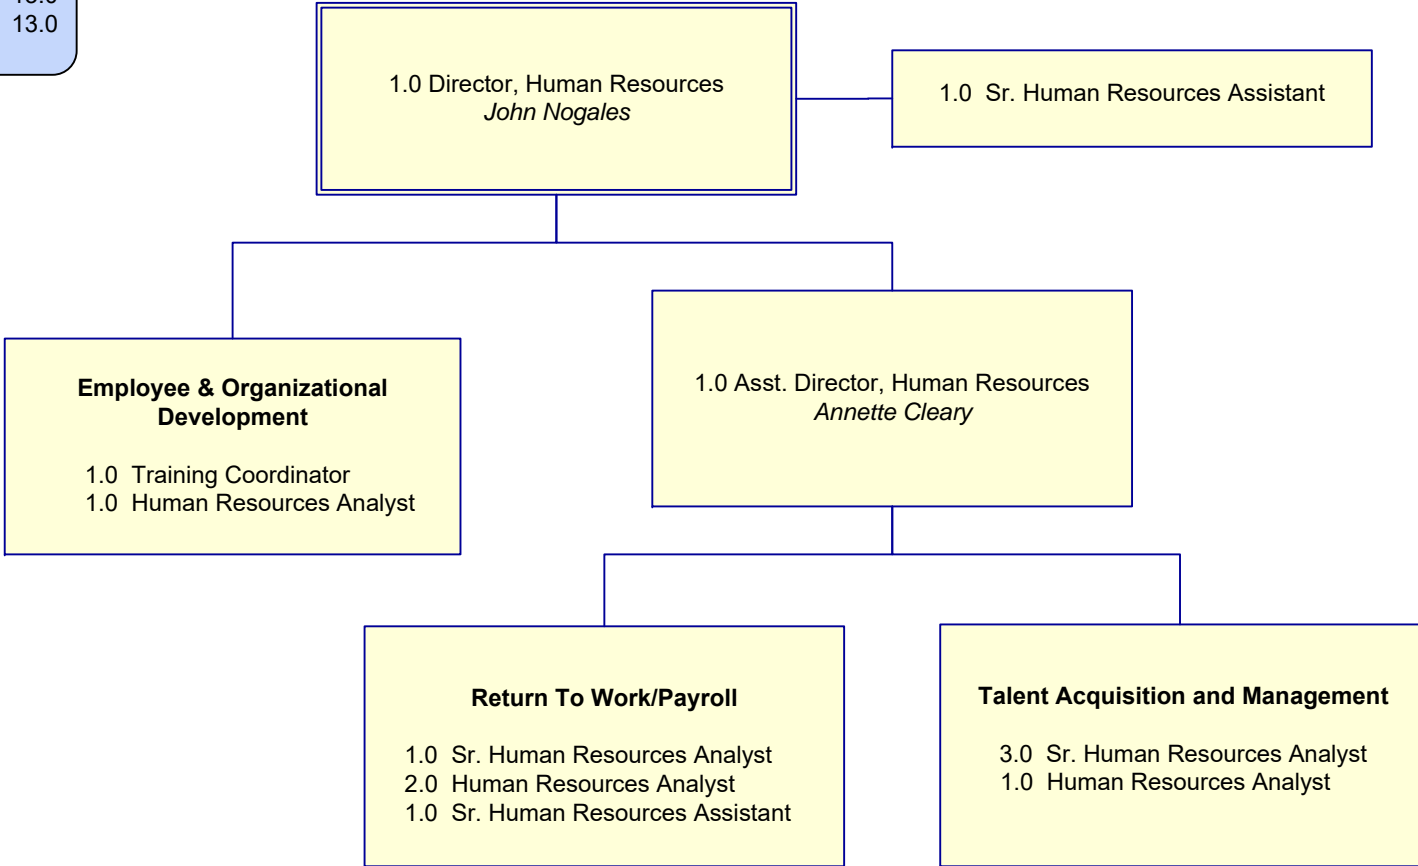 13.0
1.0 Director, Human Resources
John Nogales
1.0 Sr. Human Resources Assistant
Employee & Organizational
Development
1.0 Training Coordinator
1.0 Human Resources Analyst
1.0 Asst. Director, Human Resources
Annette Cleary
Return To Work/Payroll
1.0 Sr. Human Resources Analyst
2.0 Human Resources Analyst
1.0 Sr. Human Resources Assistant
Talent Acquisition and Management
3.0 Sr. Human Resources Analyst
1.0 Human Resources Analyst